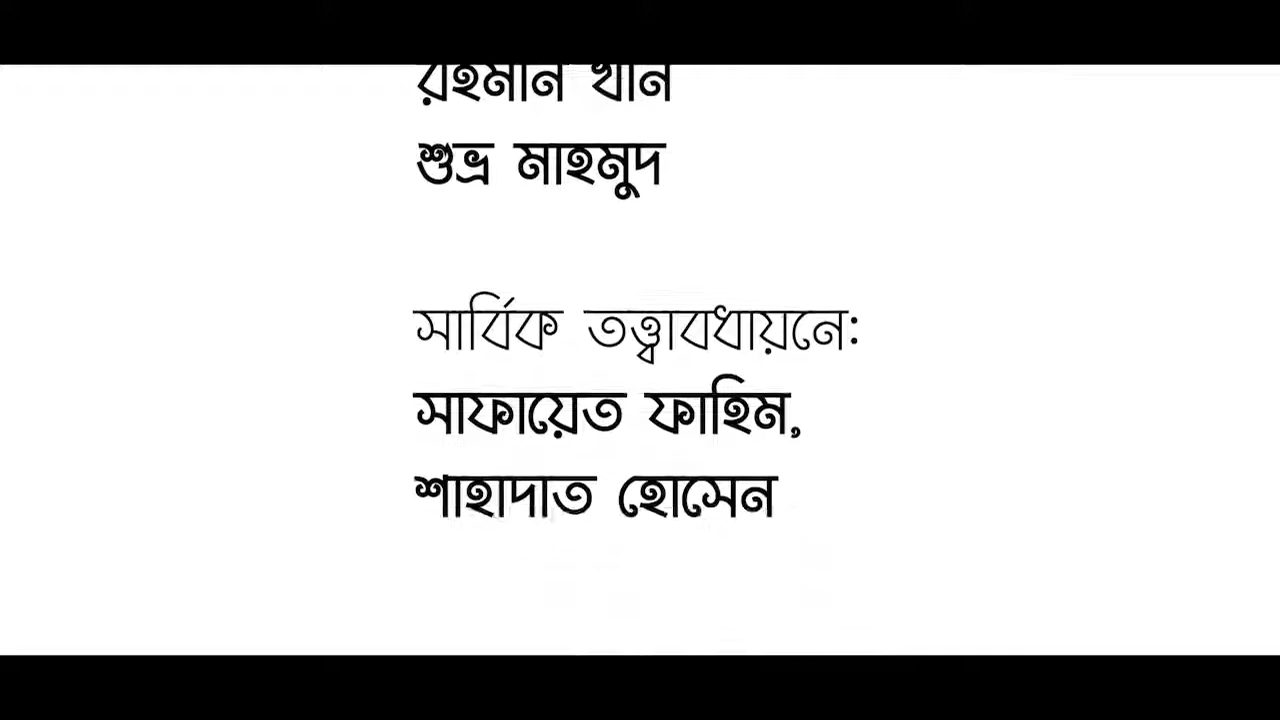 রহমান খান
শুভ্র মাহমুদ
সার্বিক তত্ত্বাবধায়নে:
সাফায়েত ফাহিম,
শাহাদাত হোসেন